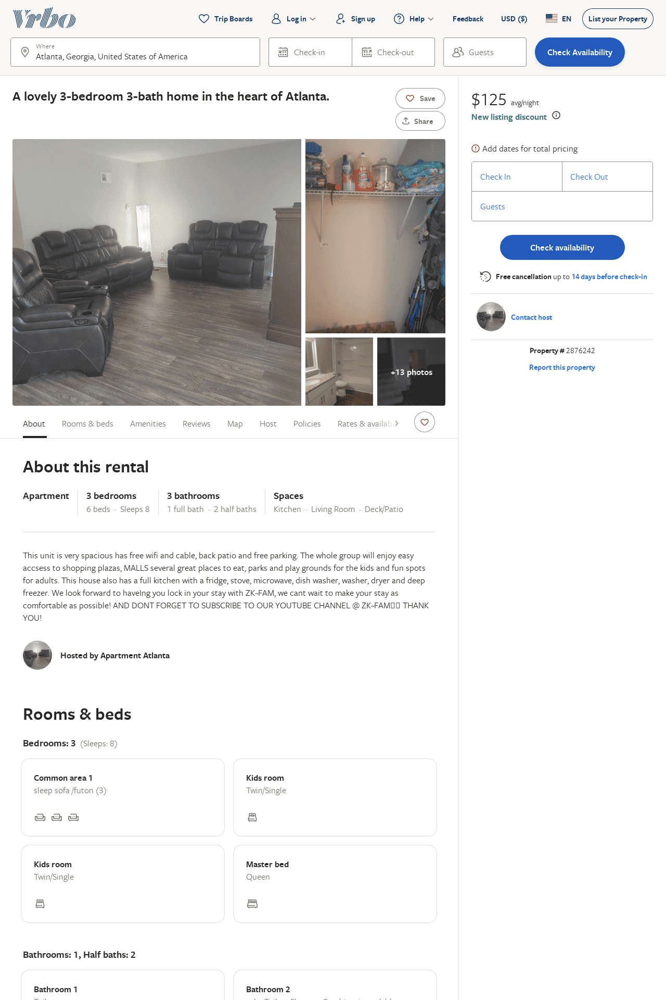 Vrbo
Trip Boards
Log in
Sign up
Help
Feedback
USD ($)
EN
List your Property
Where
Atlanta, Georgia, United States of America
Check-in
Check-out
Guests
Check Availability
A lovely 3-bedroom 3-bath home in the heart of Atlanta.
Save
Share
+13 photos
$125 avg/night
New listing discount
Add dates for total pricing
Check In
Check Out
Guests
Check availability
Free cancellation up to 14 days before check-in
Contact host
Property # 2876242
Report this property
About
Rooms & beds
Amenities
Reviews
Map
Host
Policies
Rates & availab
About this rental
Apartment
3 bedrooms
6 beds · Sleeps 8
3 bathrooms
1 full bath · 2 half baths
Spaces
Kitchen · Living Room · Deck/Patio
This unit is very spacious has free wifi and cable, back patio and free parking. The whole group will enjoy easy
accsess to shopping plazas, MALLS several great places to eat, parks and play grounds for the kids and fun spots
for adults. This house also has a full kitchen with a fridge, stove, microwave, dish washer, washer, dryer and deep
freezer. We look forward to haveIng you lock in your stay with ZK~FAM, we cant wait to make your stay as
comfortable as possible! AND DONT FORGET TO SUBSCRIBE TO OUR YOUTUBE CHANNEL @ ZK~FAM THANK
YOU!
Hosted by Apartment Atlanta
Rooms & beds
Bedrooms: 3 (Sleeps: 8)
Common area 1
sleep sofa /futon (3)
Kids room
Twin/Single
Kids room
Twin/Single
Master bed
Queen
Bathrooms: 1, Half baths: 2
Bathroom 1
Bathroom 2